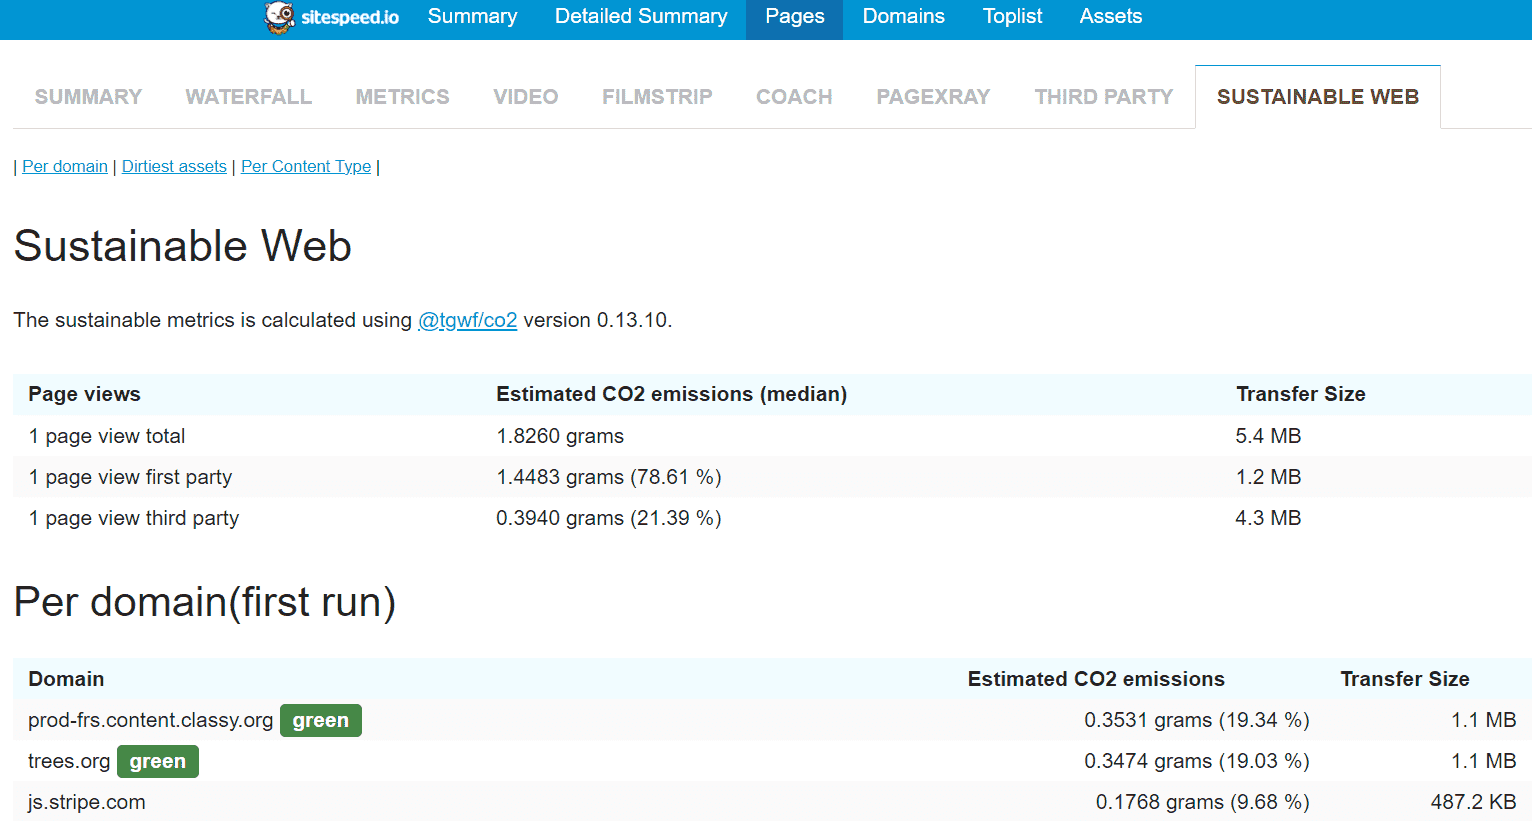 sitespeed.io Summary Detailed Summary Pages Domains Toplist Assets
SUMMARY WATERFALL METRICS VIDEO FILMSTRIP COACH PAGEXRAY THIRD PARTY SUSTAINABLE WEB
| Per domain | Dirtiest assets | Per Content Type |
Sustainable Web
The sustainable metrics is calculated using @tgwf/co2 version 0.13.10.
Page views Estimated CO2 emissions (median) Transfer Size
1 page view total 1.8260 grams 5.4 MB
1 page view first party 1.4483 grams (78.61 %) 1.2 MB
1 page view third party 0.3940 grams (21.39 %) 4.3 MB
Per domain(first run)
Domain Estimated CO2 emissions Transfer Size
prod-frs.content.classy.org green 0.3531 grams (19.34 %) 1.1 MB
trees.org green 0.3474 grams (19.03 %) 1.1 MB
js.stripe.com 0.1768 grams (9.68 %) 487.2 KB